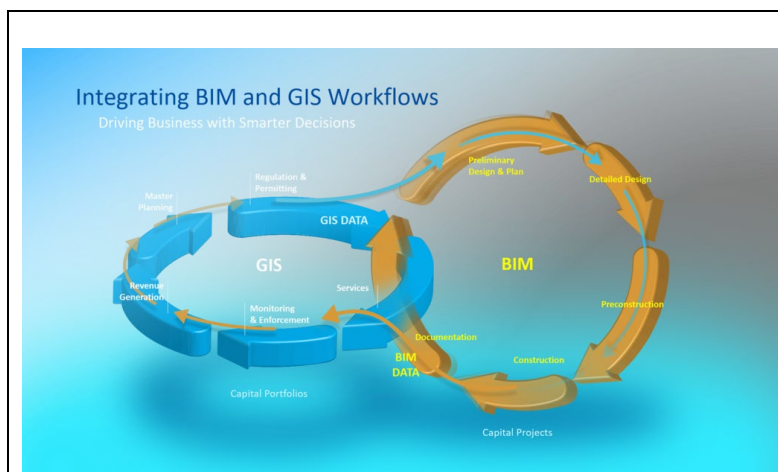 Integrating BIM and GIS Workflows
Driving Business with Smarter Decisions
Regulation &
Permitting
Master
Planning
GIS DATA
GIS
Revenue
Generation
Monitoring
& Enforcement
Services
Preliminary
Design & Plan
Detailed Design
BIM
Preconstruction
Construction
Documentation
BIM
DATA
Capital Portfolios
Capital Projects